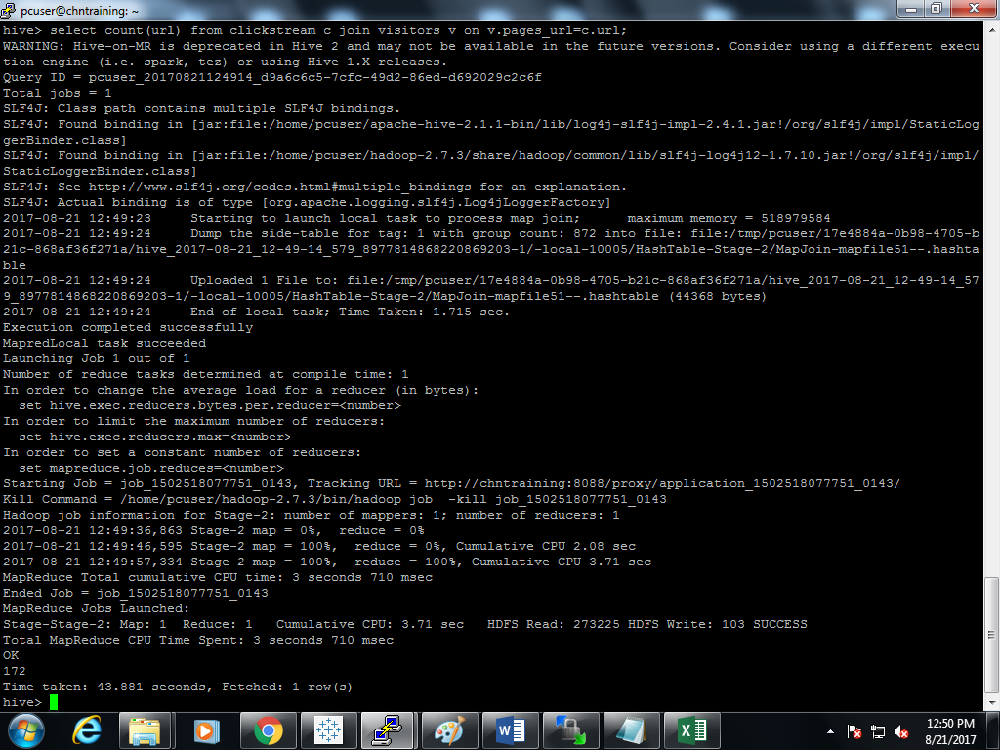 pcuser@chntraining: ~
hive> select count(url)  from clickstream c join visitors v on v.pages_url=c.url;
WARNING: Hive-on-MR is deprecated in Hive 2 and may not be available in the future versions. Consider using a different execu
tion engine (i.e. spark, tez) or using Hive 1.X releases.
Query ID = pcuser_20170821124914_d9a6c6c5-7cfc-49d2-86ed-d692029c2c6f
Total jobs = 1
SLF4J: Class path contains multiple SLF4J bindings.
SLF4J: Found binding in [jar:file:/home/pcuser/apache-hive-2.1.1-bin/lib/log4j-slf4j-impl-2.4.1.jar!/org/slf4j/impl/StaticLog
gerBinder.class]
SLF4J: Found binding in [jar:file:/home/pcuser/hadoop-2.7.3/share/hadoop/common/lib/slf4j-log4j12-1.7.10.jar!/org/slf4j/impl/
StaticLoggerBinder.class]
SLF4J: See http://www.slf4j.org/codes.html#multiple_bindings for an explanation.
SLF4J: Actual binding is of type [org.apache.logging.slf4j.Log4jLoggerFactory]
2017-08-21 12:49:23     Starting to launch local task to process map join;      maximum memory = 518979584
2017-08-21 12:49:24     Dump the side-table for tag: 1 with group count: 872 into file: file:/tmp/pcuser/17e4884a-0b98-4705-b
21c-868af36f271a/hive_2017-08-21_12-49-14_579_8977814868220869203-1/-local-10005/HashTable-Stage-2/MapJoin-mapfile51--.hashta
ble
2017-08-21 12:49:24     Uploaded 1 File to: file:/tmp/pcuser/17e4884a-0b98-4705-b21c-868af36f271a/hive_2017-08-21_12-49-14_57
9_8977814868220869203-1/-local-10005/HashTable-Stage-2/MapJoin-mapfile51--.hashtable (44368 bytes)
2017-08-21 12:49:24     End of local task; Time Taken: 1.715 sec.
Execution completed successfully
MapredLocal task succeeded
Launching Job 1 out of 1
Number of reduce tasks determined at compile time: 1
In order to change the average load for a reducer (in bytes):
  set hive.exec.reducers.bytes.per.reducer=<number>
In order to limit the maximum number of reducers:
  set hive.exec.reducers.max=<number>
In order to set a constant number of reducers:
  set mapreduce.job.reduces=<number>
Starting Job = job_1502518077751_0143, Tracking URL = http://chntraining:8088/proxy/application_1502518077751_0143/
Kill Command = /home/pcuser/hadoop-2.7.3/bin/hadoop job  -kill job_1502518077751_0143
Hadoop job information for Stage-2: number of mappers: 1; number of reducers: 1
2017-08-21 12:49:36,863 Stage-2 map = 0%,  reduce = 0%
2017-08-21 12:49:46,595 Stage-2 map = 100%,  reduce = 0%, Cumulative CPU 2.08 sec
2017-08-21 12:49:57,334 Stage-2 map = 100%,  reduce = 100%, Cumulative CPU 3.71 sec
MapReduce Total cumulative CPU time: 3 seconds 710 msec
Ended Job = job_1502518077751_0143
MapReduce Jobs Launched:
Stage-Stage-2: Map: 1  Reduce: 1   Cumulative CPU: 3.71 sec   HDFS Read: 273225 HDFS Write: 103 SUCCESS
Total MapReduce CPU Time Spent: 3 seconds 710 msec
OK
172
Time taken: 43.881 seconds, Fetched: 1 row(s)
hive>
12:50 PM
8/21/2017